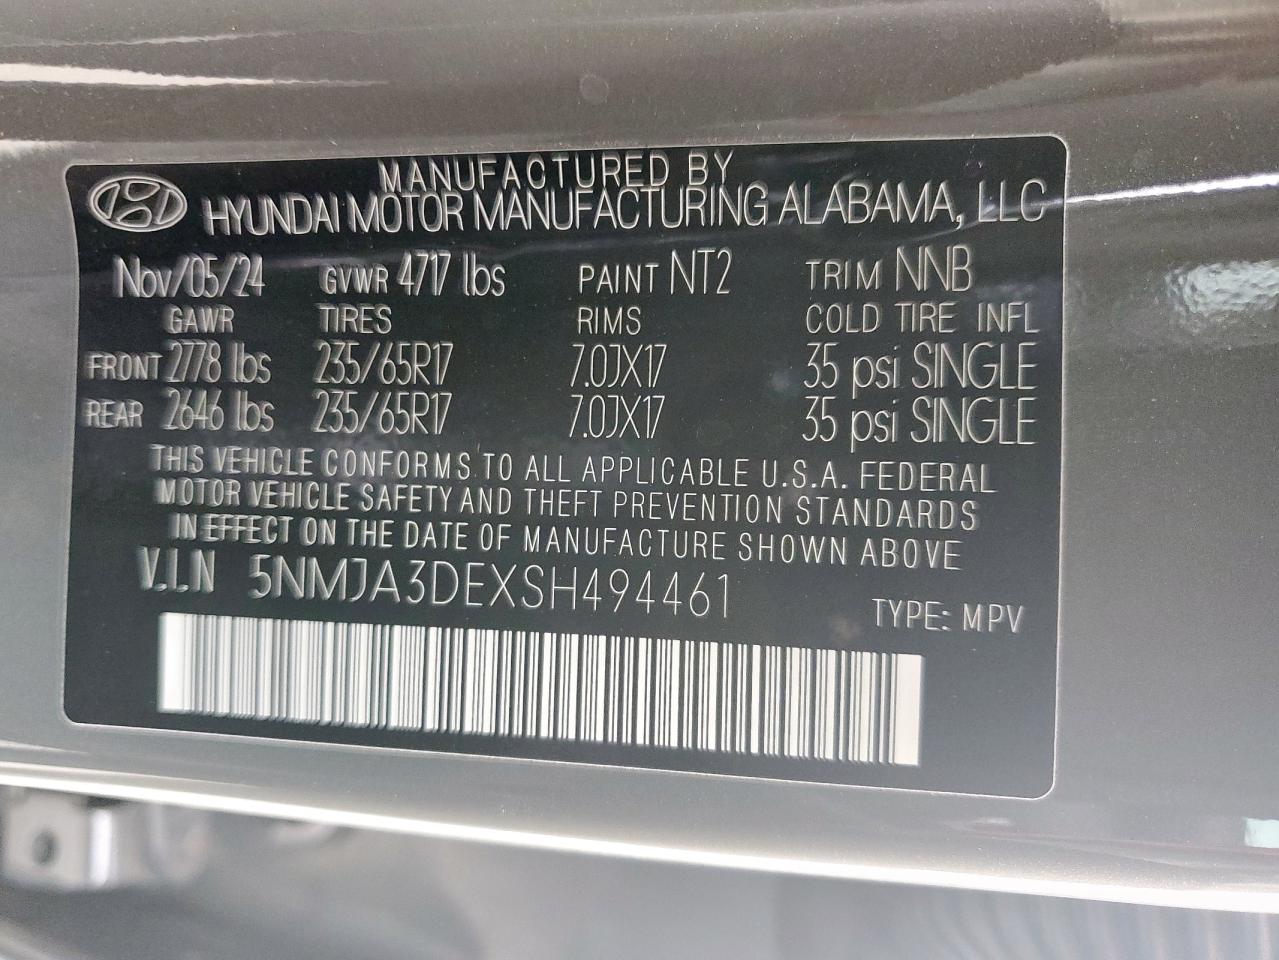 MANUFACTURED BY
HYUNDAI MOTOR MANUFACTURING ALABAMA, LLC
Nov/05/24 GVWR 4717 lbs PAINT NT2 TRIM NNB
GAWR TIRES RIMS COLD TIRE INFL
FRONT 2778 lbs 235/65R17 7.0JX17 35 psi SINGLE
REAR 2646 lbs 235/65R17 7.0JX17 35 psi SINGLE
THIS VEHICLE CONFORMS TO ALL APPLICABLE U.S.A. FEDERAL
MOTOR VEHICLE SAFETY AND THEFT PREVENTION STANDARDS
IN EFFECT ON THE DATE OF MANUFACTURE SHOWN ABOVE
V.I.N 5NMJA3DEXSH494461 TYPE: MPV